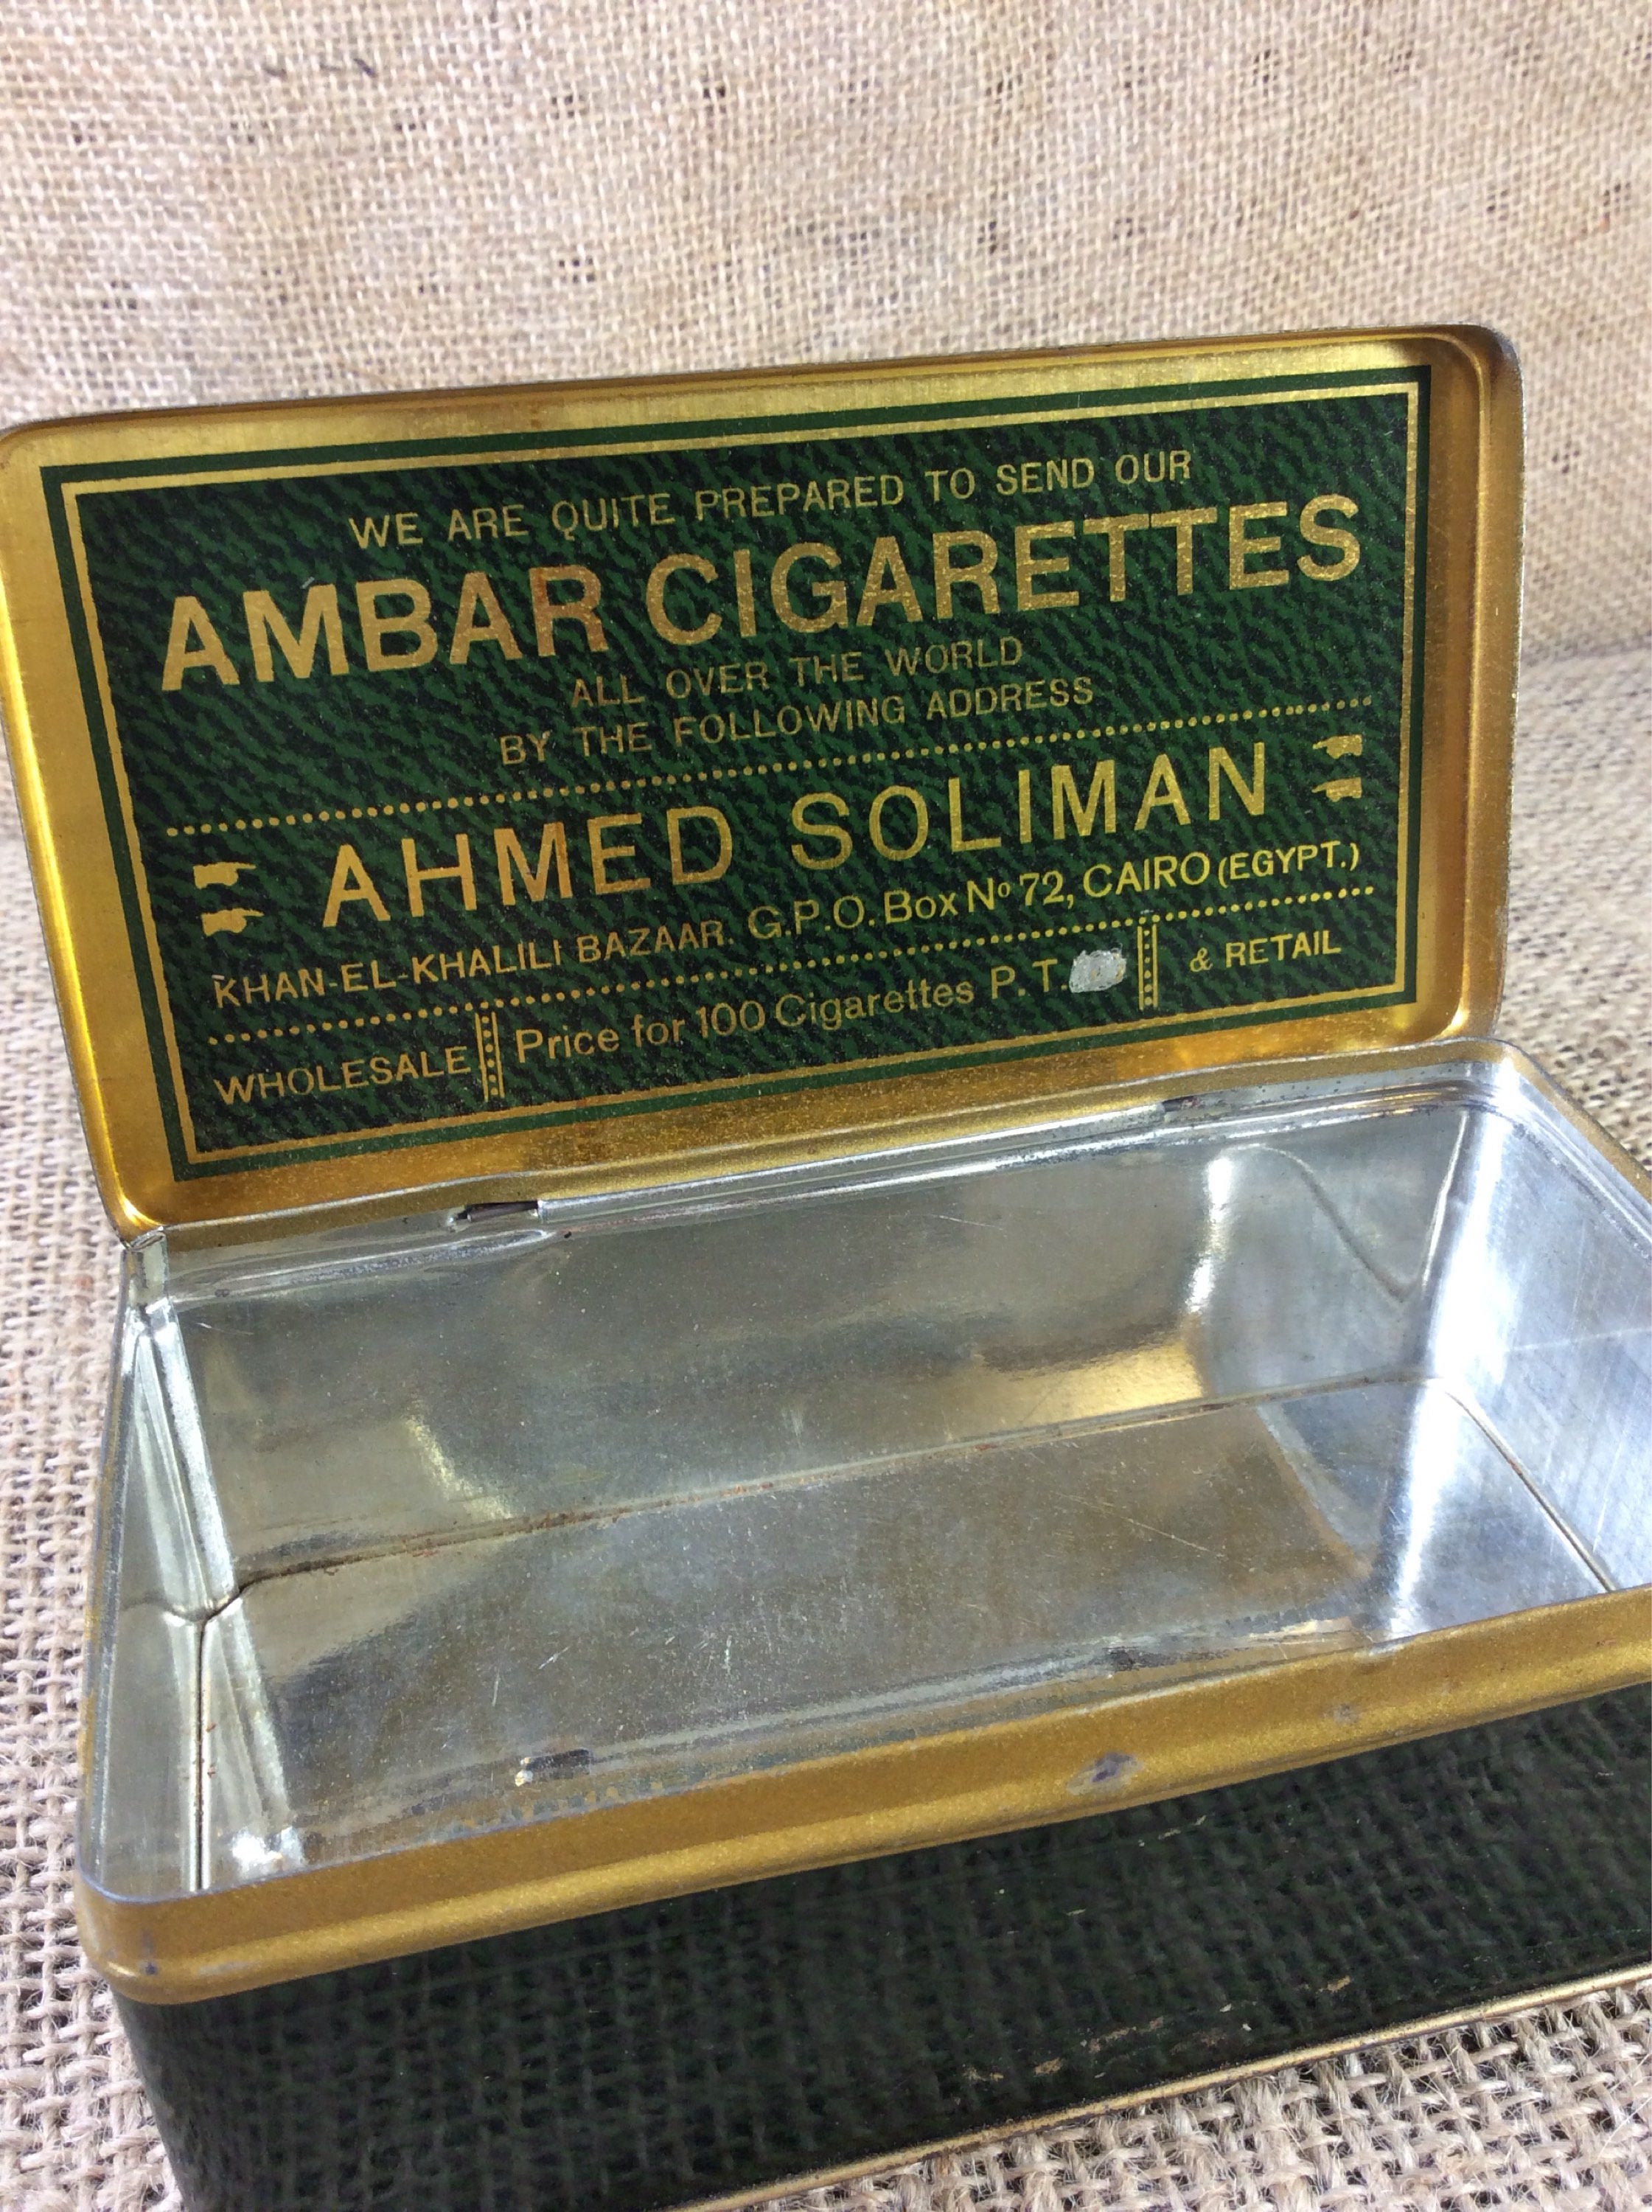 WE ARE QUITE PREPARED TO SEND OUR
AMBAR CIGARETTES
ALL OVER THE WORLD
BY THE FOLLOWING ADDRESS
AHMED SOLIMAN
KHAN-EL-KHALILI BAZAAR. G.P.O. Box Nº 72, CAIRO (EGYPT.)
WHOLESALE Price for 100 Cigarettes P. T. & RETAIL